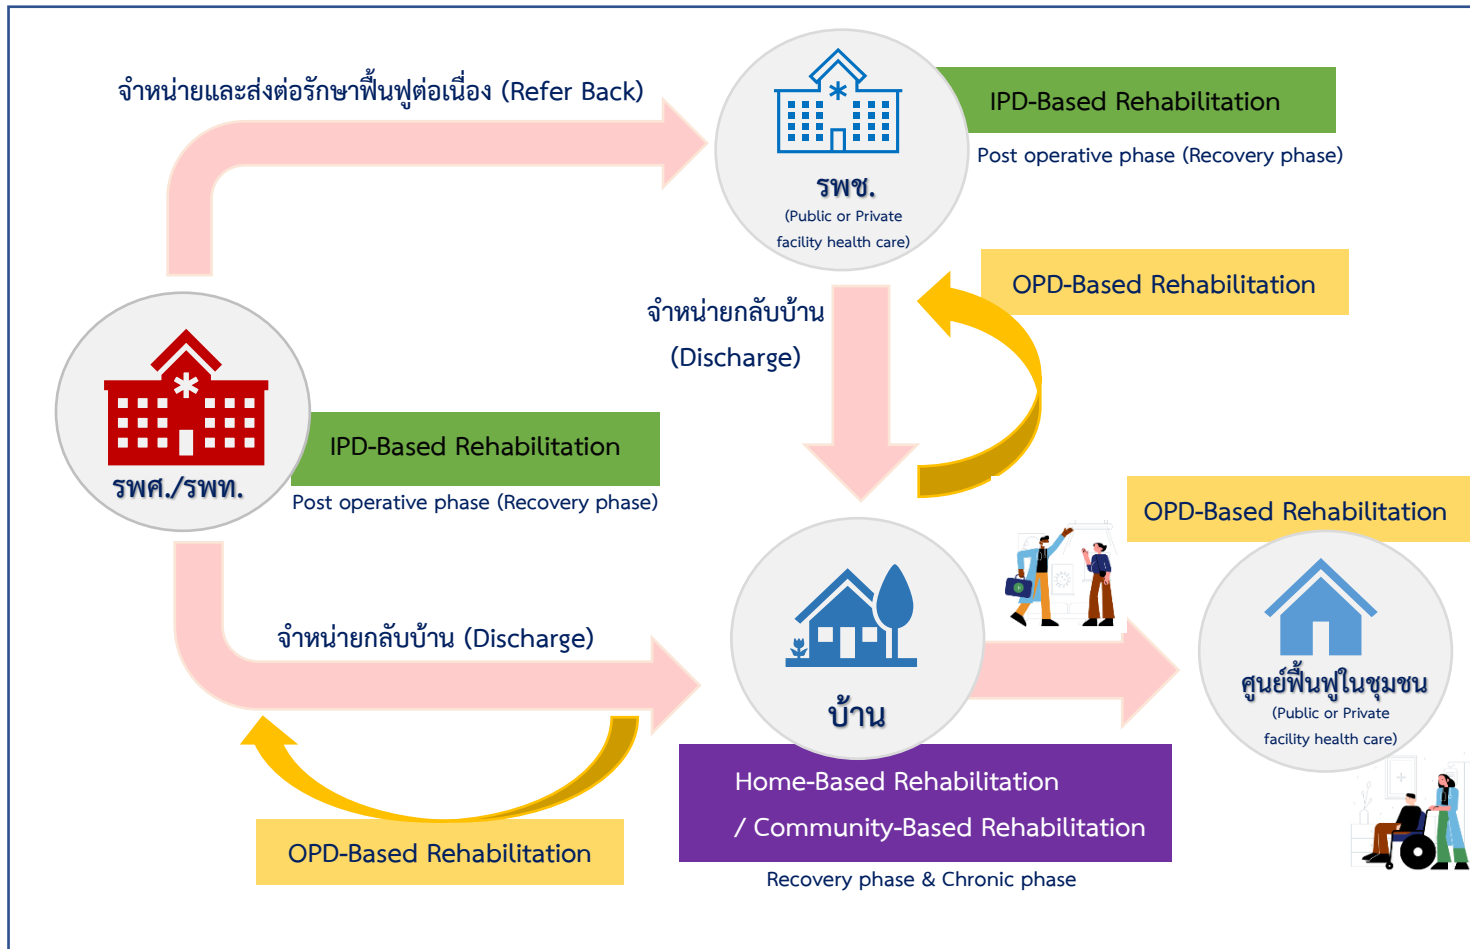 จำหน่ายและส่งต่อรักษาฟื้นฟูต่อเนื่อง (Refer Back)
รพช.
(Public or Private
facility health care)
IPD-Based Rehabilitation
Post operative phase (Recovery phase)
OPD-Based Rehabilitation
จำหน่ายกลับบ้าน
(Discharge)
รพศ./รพท.
IPD-Based Rehabilitation
Post operative phase (Recovery phase)
OPD-Based Rehabilitation
จำหน่ายกลับบ้าน (Discharge)
บ้าน
ศูนย์ฟื้นฟูในชุมชน
(Public or Private
facility health care)
Home-Based Rehabilitation
/ Community-Based Rehabilitation
Recovery phase & Chronic phase
OPD-Based Rehabilitation